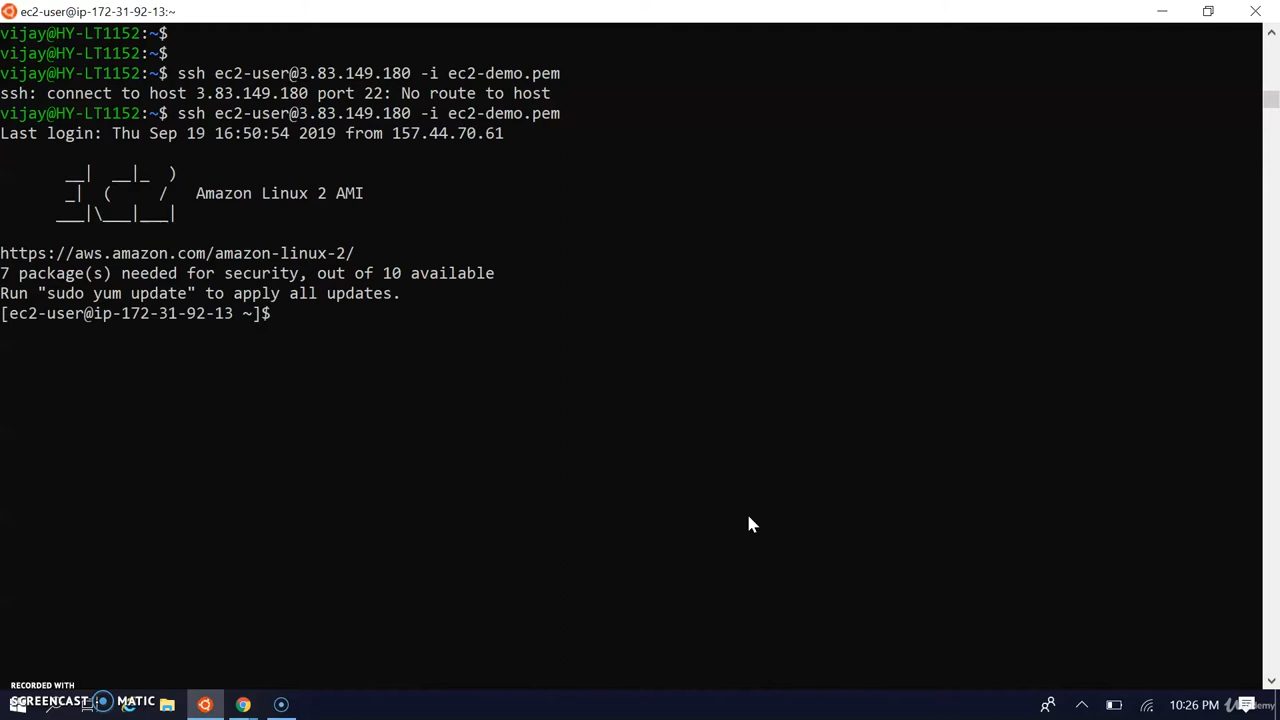 ec2-user@ip-172-31-92-13:~
vijay@HY-LT1152:~$
vijay@HY-LT1152:~$
vijay@HY-LT1152:~$ ssh ec2-user@3.83.149.180 -i ec2-demo.pem
ssh: connect to host 3.83.149.180 port 22: No route to host
vijay@HY-LT1152:~$ ssh ec2-user@3.83.149.180 -i ec2-demo.pem
Last login: Thu Sep 19 16:50:54 2019 from 157.44.70.61
       __|  __|_  )
       _|  (     /   Amazon Linux 2 AMI
      ___|\___|___|
https://aws.amazon.com/amazon-linux-2/
7 package(s) needed for security, out of 10 available
Run "sudo yum update" to apply all updates.
[ec2-user@ip-172-31-92-13 ~]$
RECORDED WITH
SCREENCAST MATIC
10:26 PM
Udemy